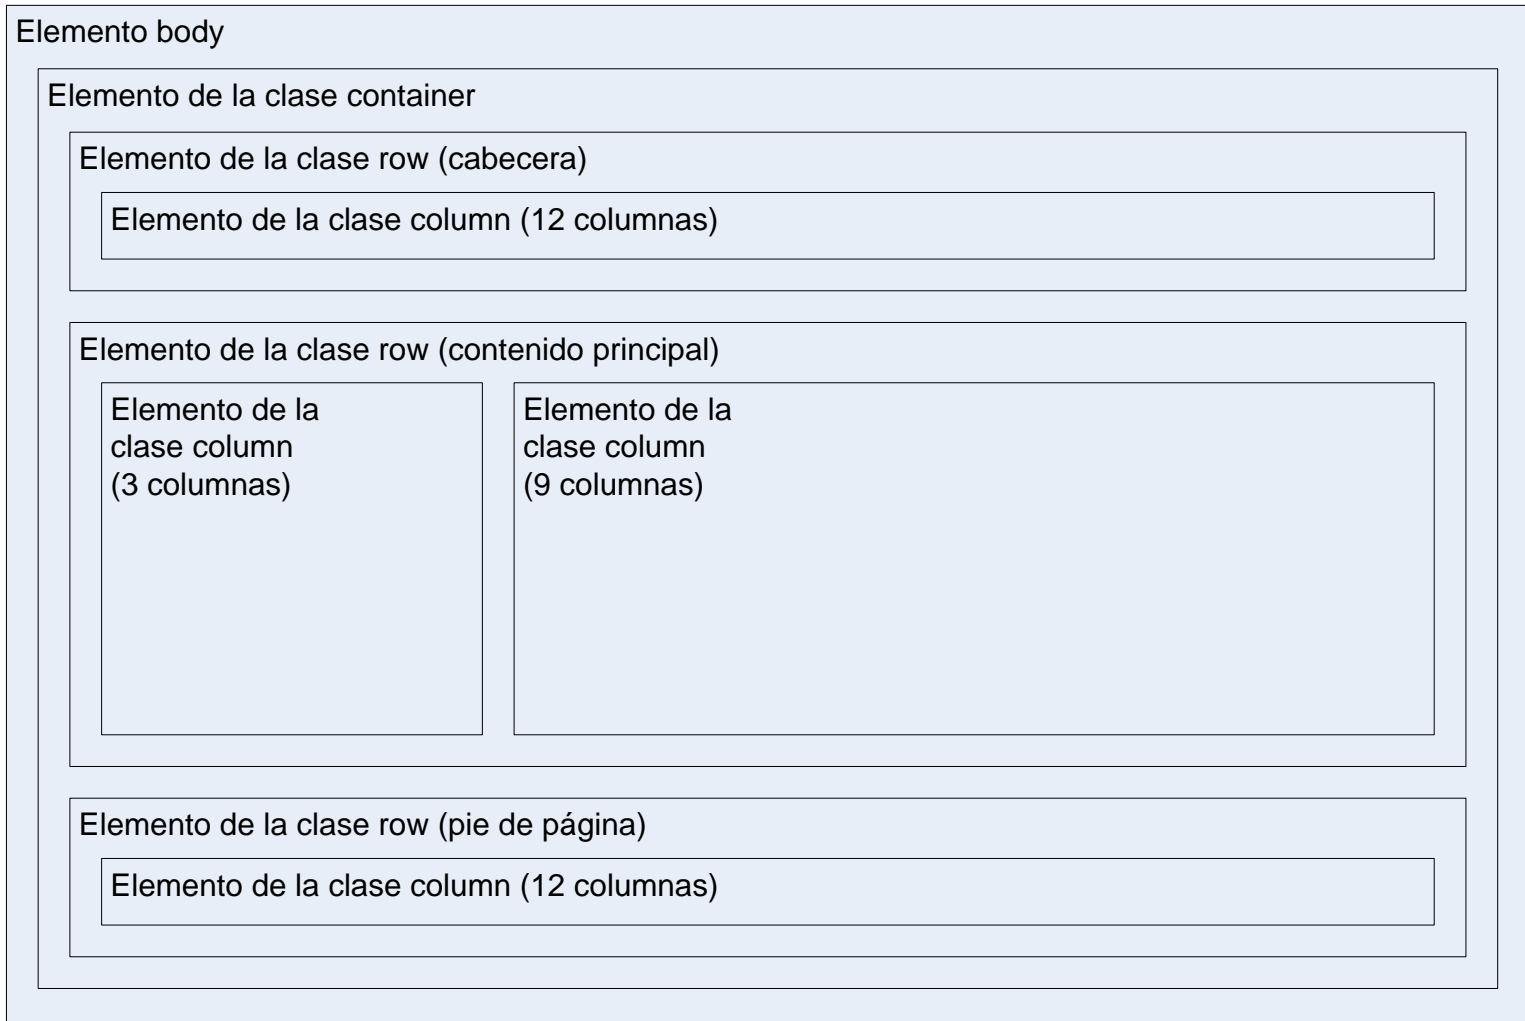 Elemento body
Elemento de la clase container
Elemento de la clase row (cabecera)
Elemento de la clase column (12 columnas)
Elemento de la clase row (contenido principal)
Elemento de la
clase column
(3 columnas)
Elemento de la
clase column
(9 columnas)
Elemento de la clase row (pie de página)
Elemento de la clase column (12 columnas)